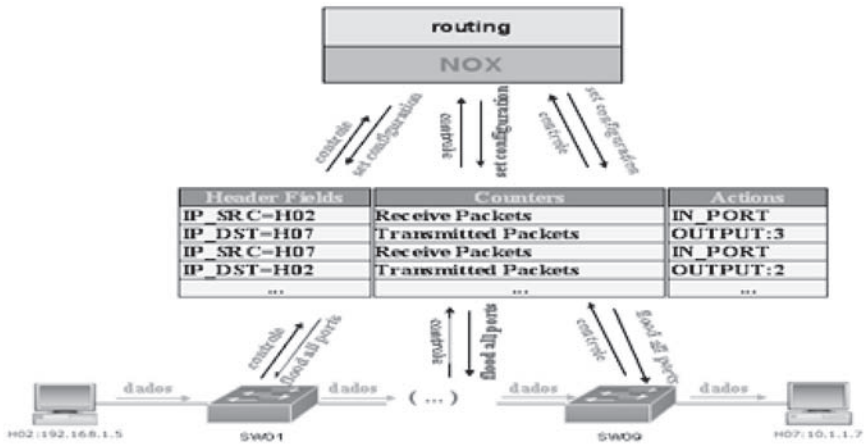 routing
NOX
controle
set configuration
controle
set configuration
controle
set configuration
Header Fields Counters Actions
IP_SRC=H02 Receive Packets IN_PORT
IP_DST=H07 Transmitted Packets OUTPUT:3
IP_SRC=H07 Receive Packets IN_PORT
IP_DST=H02 Transmitted Packets OUTPUT:2
... ... ...
controle
flood all ports
controle
flood all ports
controle
flood all ports
dados dados (...) dados dados
H02:192.168.1.5 SW01 SW09 H07:10.1.1.7